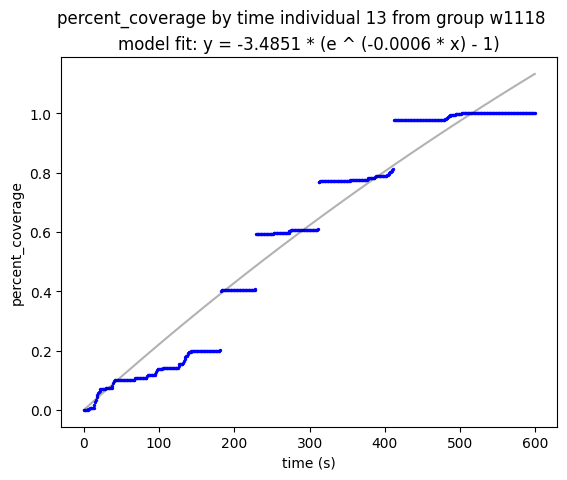 percent_coverage by time individual 13 from group w1118
model fit: y = -3.4851 * (e ^ (-0.0006 * x) - 1)
1.0
0.8
0.6
0.4
0.2
0.0
percent_coverage
0 100 200 300 400 500 600
time (s)